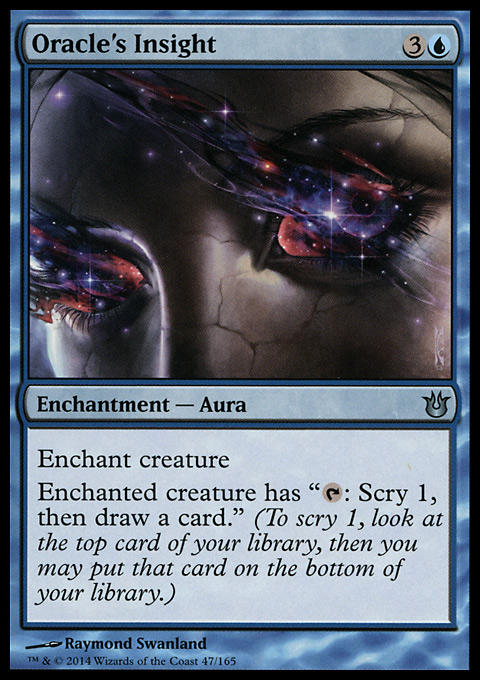 Oracle's Insight 3
Enchantment — Aura
Enchant creature
Enchanted creature has “: Scry 1,
then draw a card.” (To scry 1, look at
the top card of your library, then you
may put that card on the bottom of
your library.)
Raymond Swanland
™ & © 2014 Wizards of the Coast 47/165